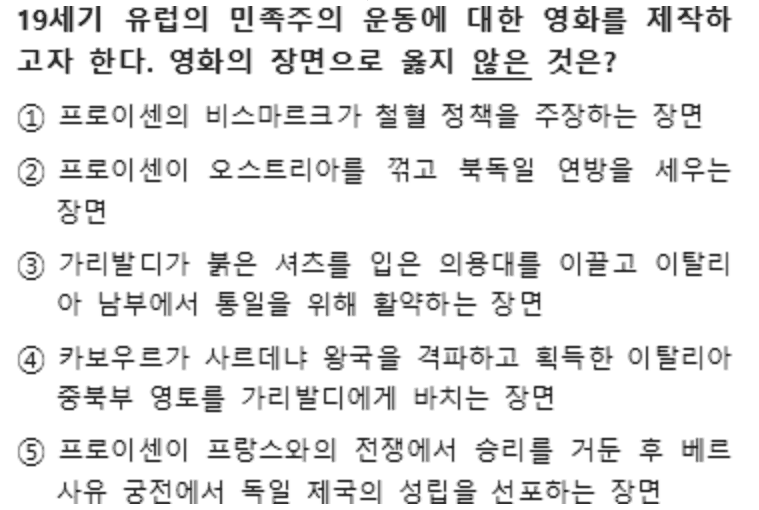 19세기 유럽의 민족주의 운동에 대한 영화를 제작하
고자 한다. 영화의 장면으로 옳지 않은 것은?
① 프로이센의 비스마르크가 철혈 정책을 주장하는 장면
② 프로이센이 오스트리아를 꺾고 북독일 연방을 세우는
장면
③ 가리발디가 붉은 셔츠를 입은 의용대를 이끌고 이탈리
아 남부에서 통일을 위해 활약하는 장면
④ 카보우르가 사르데냐 왕국을 격파하고 획득한 이탈리아
중북부 영토를 가리발디에게 바치는 장면
⑤ 프로이센이 프랑스와의 전쟁에서 승리를 거둔 후 베르
사유 궁전에서 독일 제국의 성립을 선포하는 장면